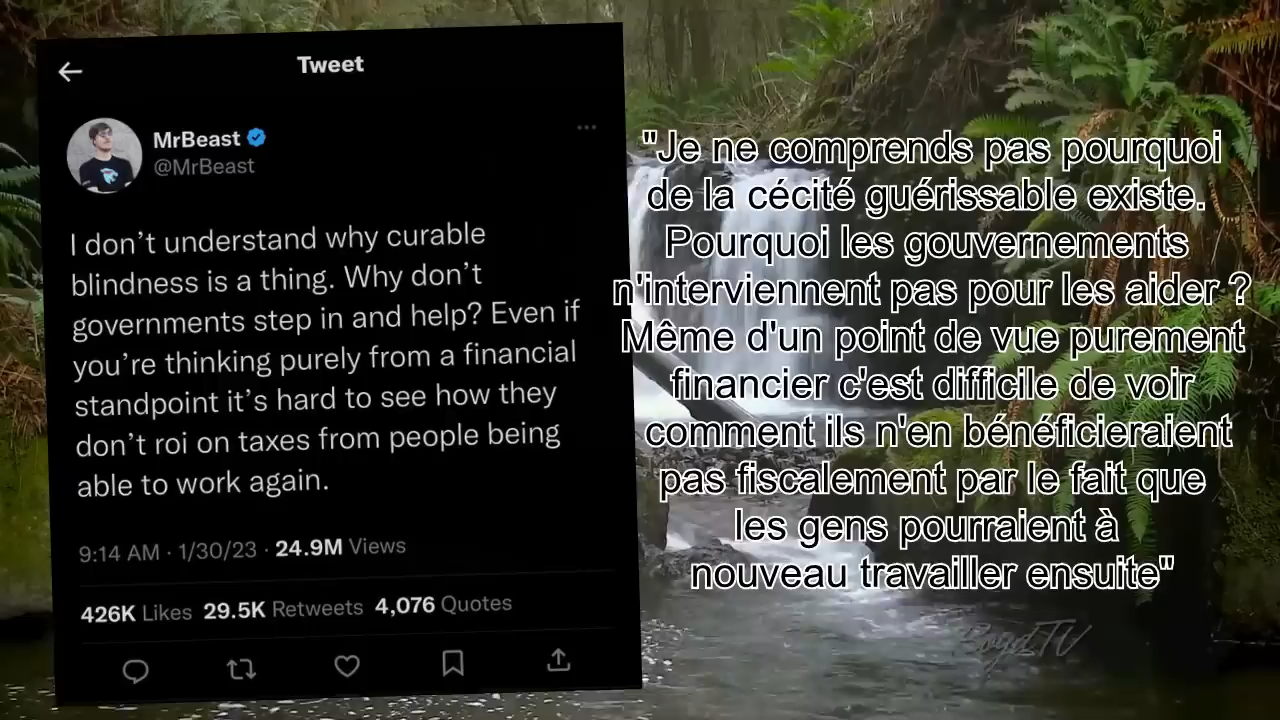 Tweet
MrBeast
@MrBeast
I don’t understand why curable
blindness is a thing. Why don’t
governments step in and help? Even if
you’re thinking purely from a financial
standpoint it’s hard to see how they
don’t roi on taxes from people being
able to work again.
9:14 AM · 1/30/23 · 24.9M Views
426K Likes 29.5K Retweets 4,076 Quotes
"Je ne comprends pas pourquoi
de la cécité guérissable existe.
Pourquoi les gouvernements
n'interviennent pas pour les aider ?
Même d'un point de vue purement
financier c'est difficile de voir
comment ils n'en bénéficieraient
pas fiscalement par le fait que
les gens pourraient à
nouveau travailler ensuite"